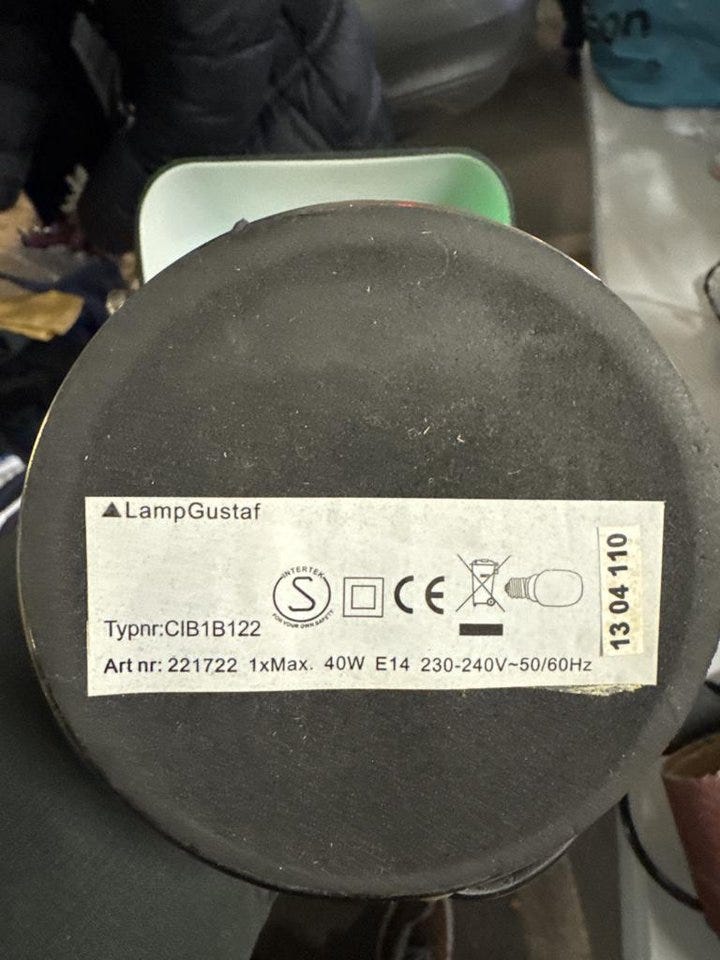 on
▲LampGustaf
INTERTEK
S
FOR YOUR OWN SAFETY
CE
13 04 110
Typnr:CIB1B122
Art nr: 221722 1xMax. 40W E14 230-240V~50/60Hz